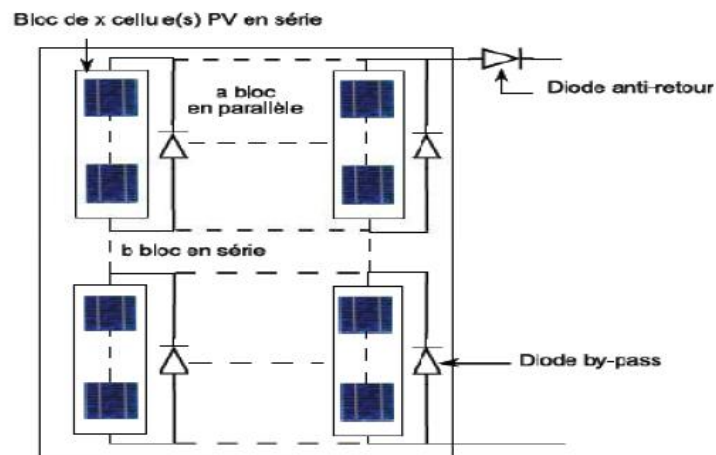 Bloc de x cellule(s) PV en série
a bloc
en parallèle
Diode anti-retour
b bloc en série
Diode by-pass